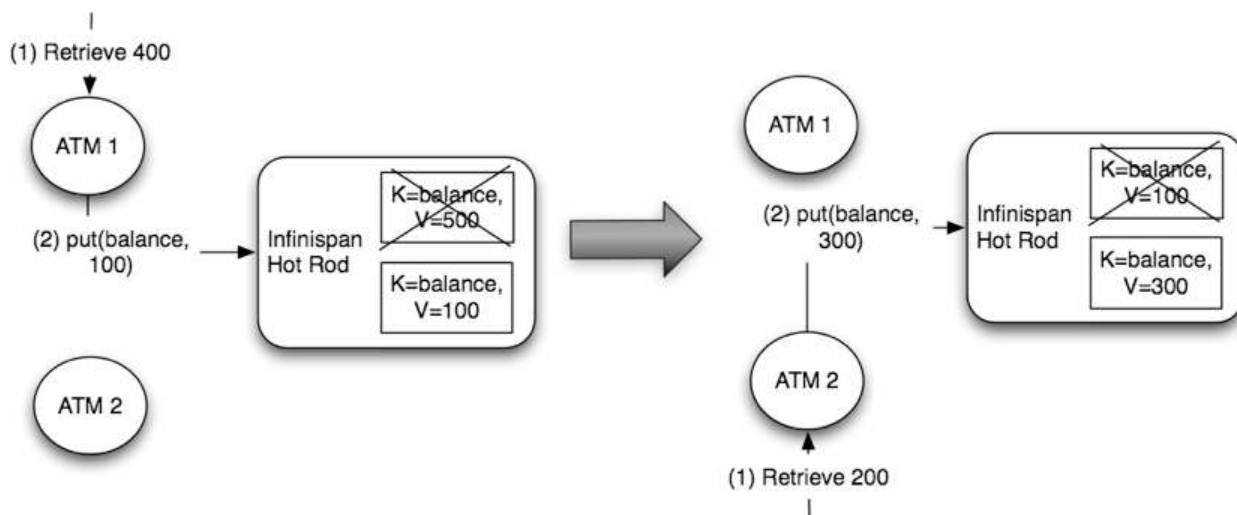 (1) Retrieve 400
ATM 1
(2) put(balance,
100)
Infinispan
Hot Rod
K=balance,
V=500
K=balance,
V=100
ATM 2
ATM 1
(2) put(balance,
300)
Infinispan
Hot Rod
K=balance,
V=100
K=balance,
V=300
ATM 2
(1) Retrieve 200